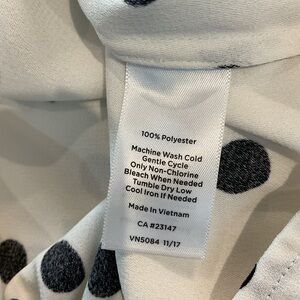 100% Polyester
Machine Wash Cold
Gentle Cycle
Only Non-Chlorine
Bleach When Needed
Tumble Dry Low
Cool Iron If Needed
Made In Vietnam
CA #23147
VN5084 11/17